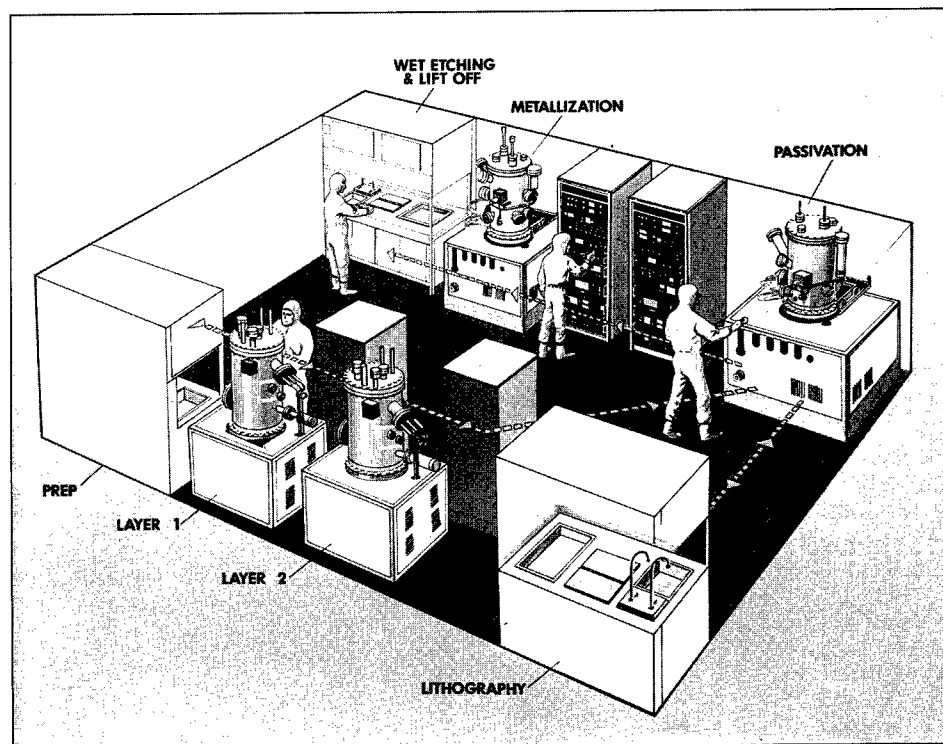 WET ETCHING
& LIFT OFF
METALLIZATION
PASSIVATION
PREP
LAYER 1
LAYER 2
LITHOGRAPHY